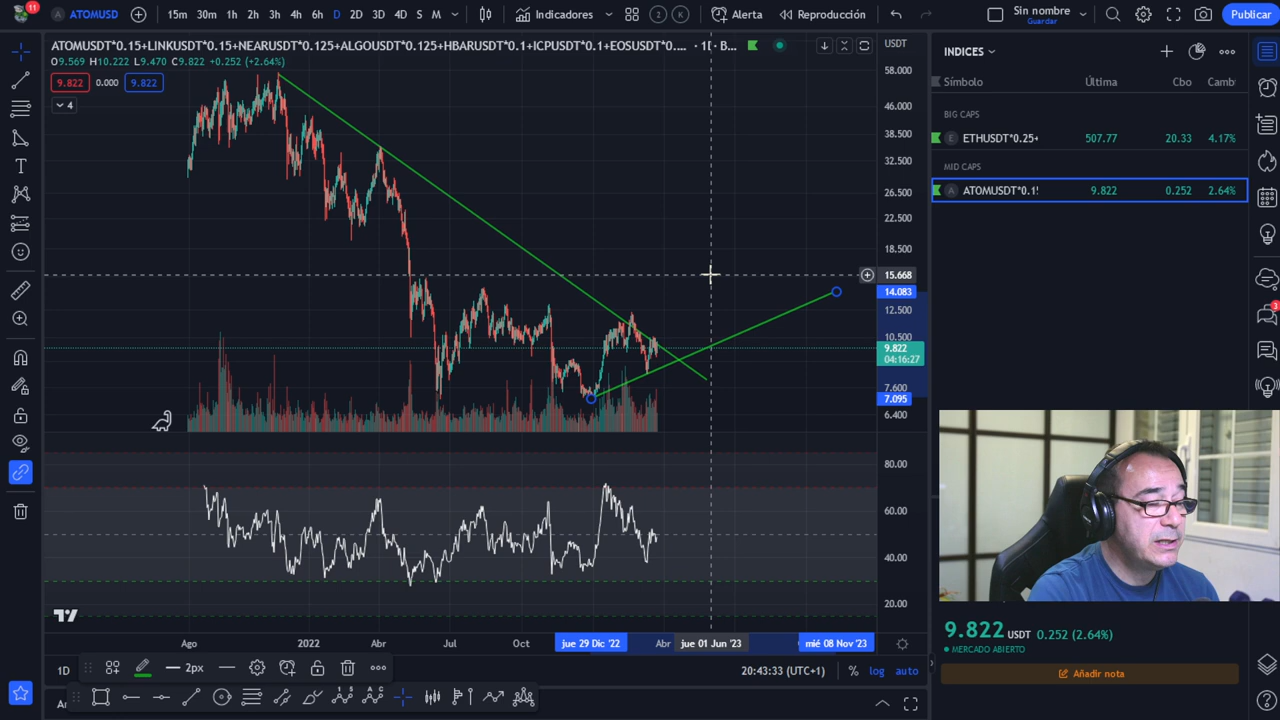 11
A ATOMUSD
15m 30m 1h 2h 3h 4h 6h D 2D 3D 4D S M
Indicadores
2 K
Alerta
Reproducción
Sin nombre
Guardar
Publicar
ATOMUSDT*0.15+LINKUSDT*0.15+NEARUSDT*0.125+ALGOUSDT*0.125+HBARUSDT*0.1+ICPUSDT*0.1+EOSUSDT*0.... · 1D · B...
USDT
O9.569 H10.222 L9.470 C9.822 +0.252 (+2.64%)
9.822 0.000 9.822
4
58.000
46.000
38.500
32.500
26.500
22.500
18.500
15.668
14.083
12.500
10.500
9.822
04:16:27
7.600
7.095
6.400
80.00
60.00
40.00
20.00
Ago 2022 Abr Jul Oct jue 29 Dic '22 Abr jue 01 Jun '23 mié 08 Nov '23
1D
2px
20:43:33 (UTC+1) % log auto
INDICES
Símbolo Última Cbo
BIG CAPS
E ETHUSDT*0.25+ 507.77 20.33 4.17%
MID CAPS
A ATOMUSDT*0.1 9.822 0.252 2.64%
3
9.822 USDT 0.252 (2.64%)
MERCADO ABIERTO
Añadir nota